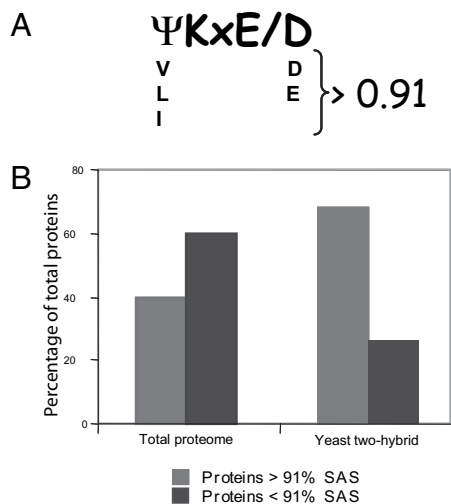 A
ΨKxE/D
V D
L E
I
} > 0.91
B
Percentage of total proteins
80
60
40
20
0
Total proteome Yeast two-hybrid
Proteins > 91% SAS
Proteins < 91% SAS